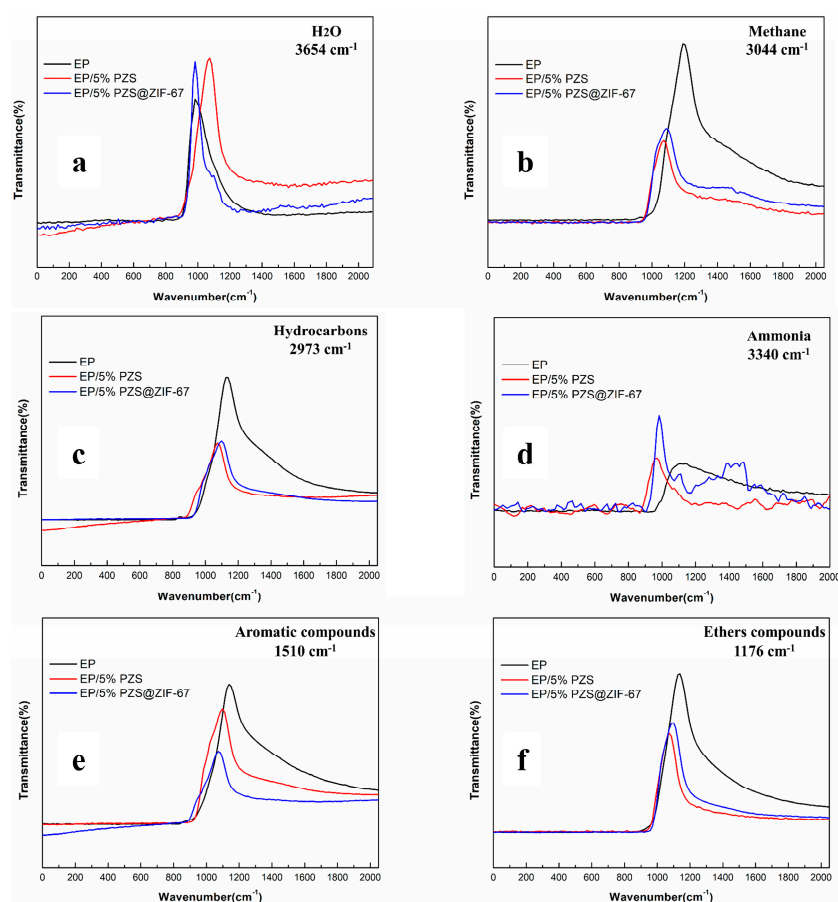 H2O
3654 cm-1
EP
EP/5% PZS
EP/5% PZS@ZIF-67
a
Transmittance(%)
0 200 400 600 800 1000 1200 1400 1600 1800 2000
Wavenumber(cm-1)
Methane
3044 cm-1
EP
EP/5% PZS
EP/5% PZS@ZIF-67
b
Transmittance(%)
0 200 400 600 800 1000 1200 1400 1600 1800 2000
Wavenumber(cm-1)
Hydrocarbons
2973 cm-1
EP
EP/5% PZS
EP/5% PZS@ZIF-67
c
Transmittance(%)
0 200 400 600 800 1000 1200 1400 1600 1800 2000
Wavenumber(cm-1)
Ammonia
3340 cm-1
EP
EP/5% PZS
EP/5% PZS@ZIF-67
d
Transmittance(%)
0 200 400 600 800 1000 1200 1400 1600 1800 2000
Wavenumber(cm-1)
Aromatic compounds
1510 cm-1
EP
EP/5% PZS
EP/5% PZS@ZIF-67
e
Transmittance(%)
0 200 400 600 800 1000 1200 1400 1600 1800 2000
Wavenumber(cm-1)
Ethers compounds
1176 cm-1
EP
EP/5% PZS
EP/5% PZS@ZIF-67
f
Transmittance(%)
0 200 400 600 800 1000 1200 1400 1600 1800 2000
Wavenumber(cm-1)